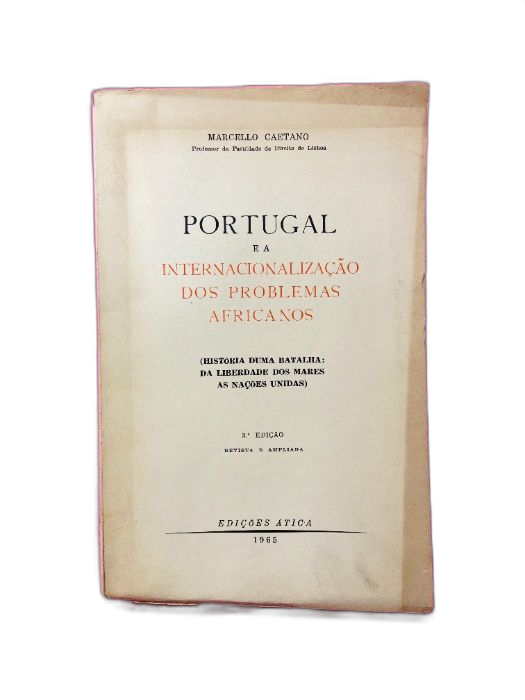 MARCELLO CAETANO
Professor da Faculdade de Direito de Lisboa
PORTUGAL
E A
INTERNACIONALIZAÇÃO
DOS PROBLEMAS
AFRICANOS
(HISTÓRIA DUMA BATALHA:
DA LIBERDADE DOS MARES
ÀS NAÇÕES UNIDAS)
3.ª EDIÇÃO
REVISTA E AMPLIADA
EDIÇÕES ÁTICA
1965